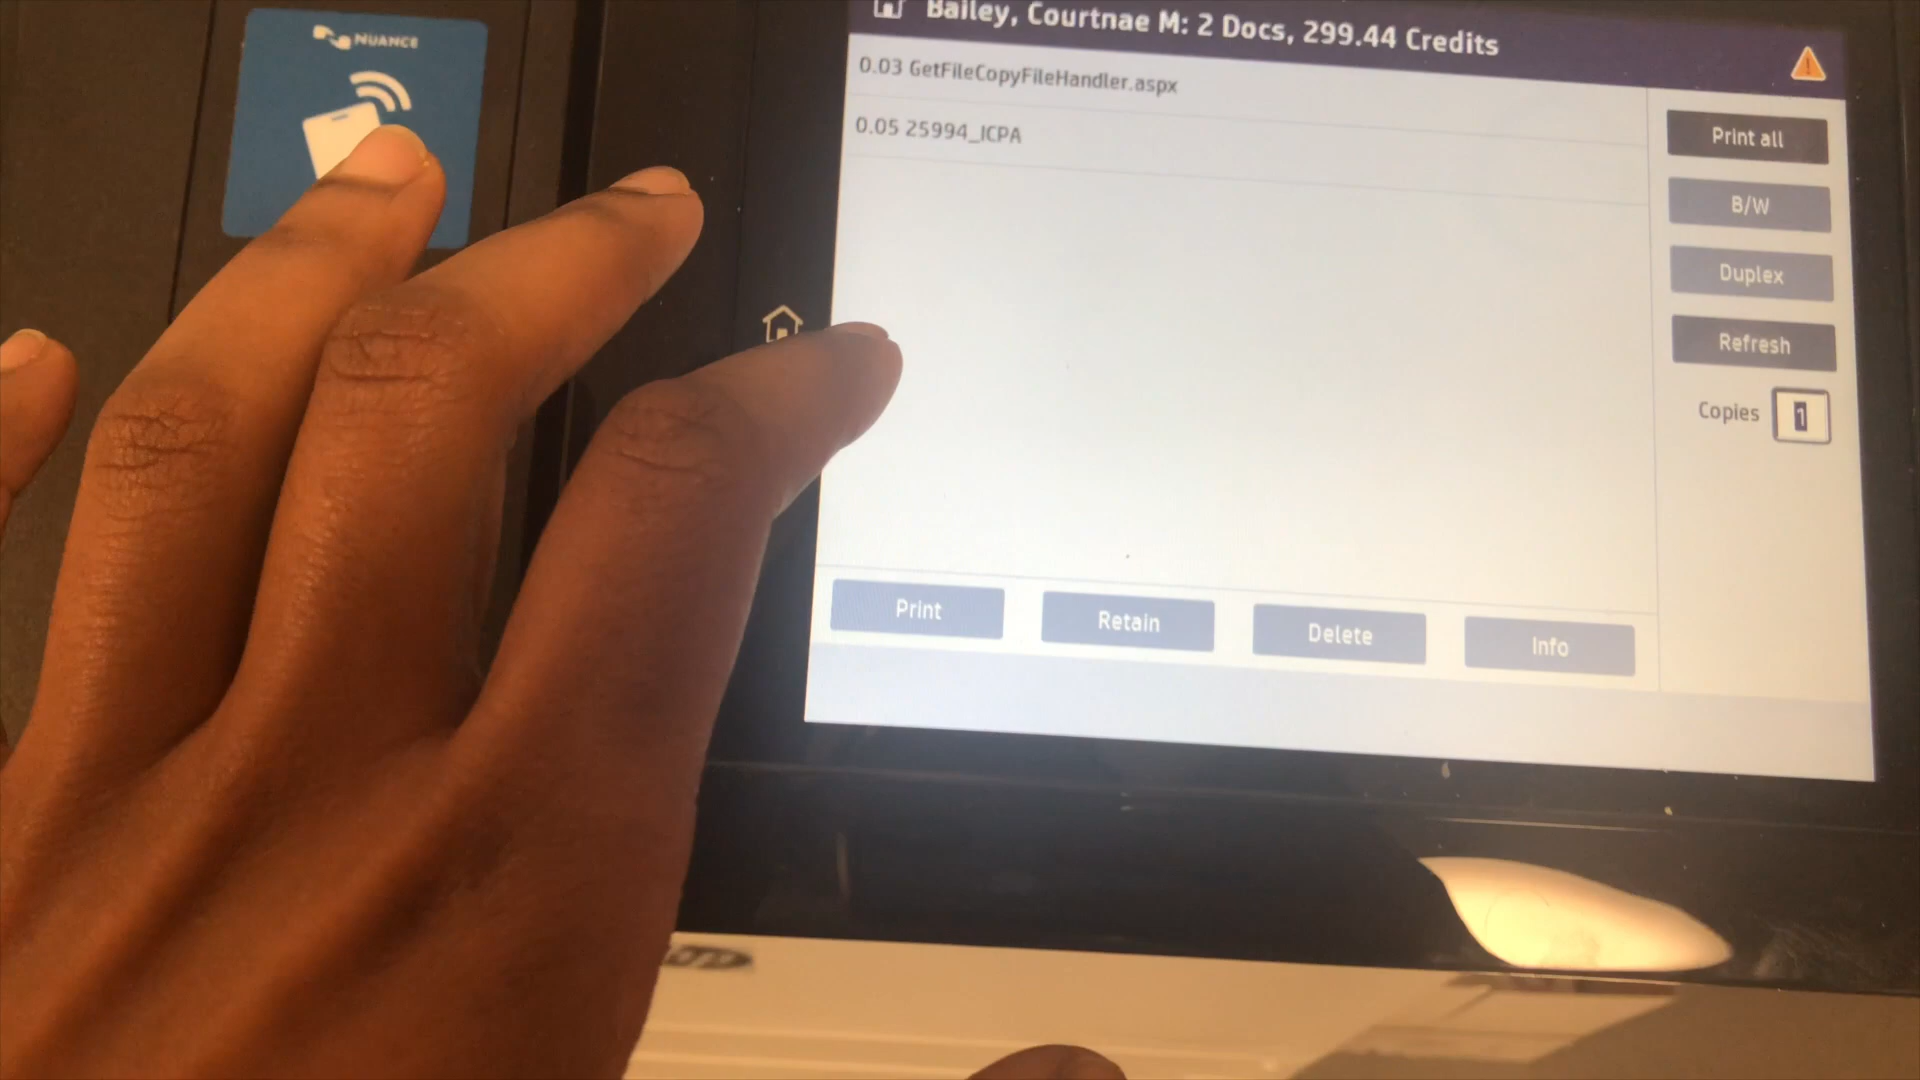 NUANCE
Bailey, Courtnae M: 2 Docs, 299.44 Credits
0.03 GetFileCopyFileHandler.aspx
0.05 25994_ICPA
Print all
B/W
Duplex
Refresh
Copies 1
Print
Retain
Delete
Info